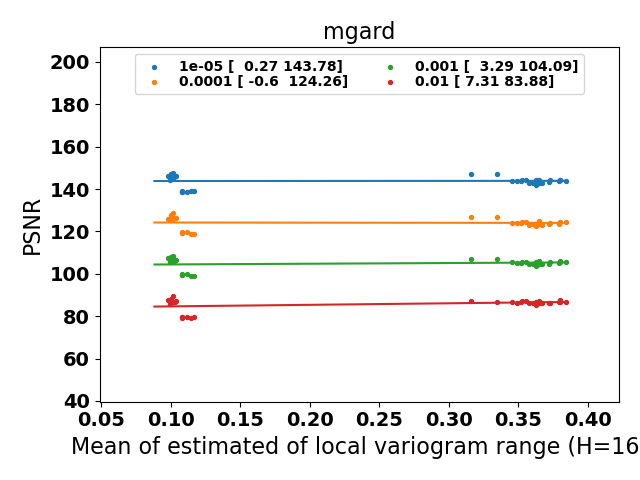 mgard
1e-05 [  0.27 143.78]
0.0001 [ -0.6  124.26]
0.001 [  3.29 104.09]
0.01 [ 7.31 83.88]
PSNR
200
180
160
140
120
100
80
60
40
0.05 0.10 0.15 0.20 0.25 0.30 0.35 0.40
Mean of estimated of local variogram range (H=16